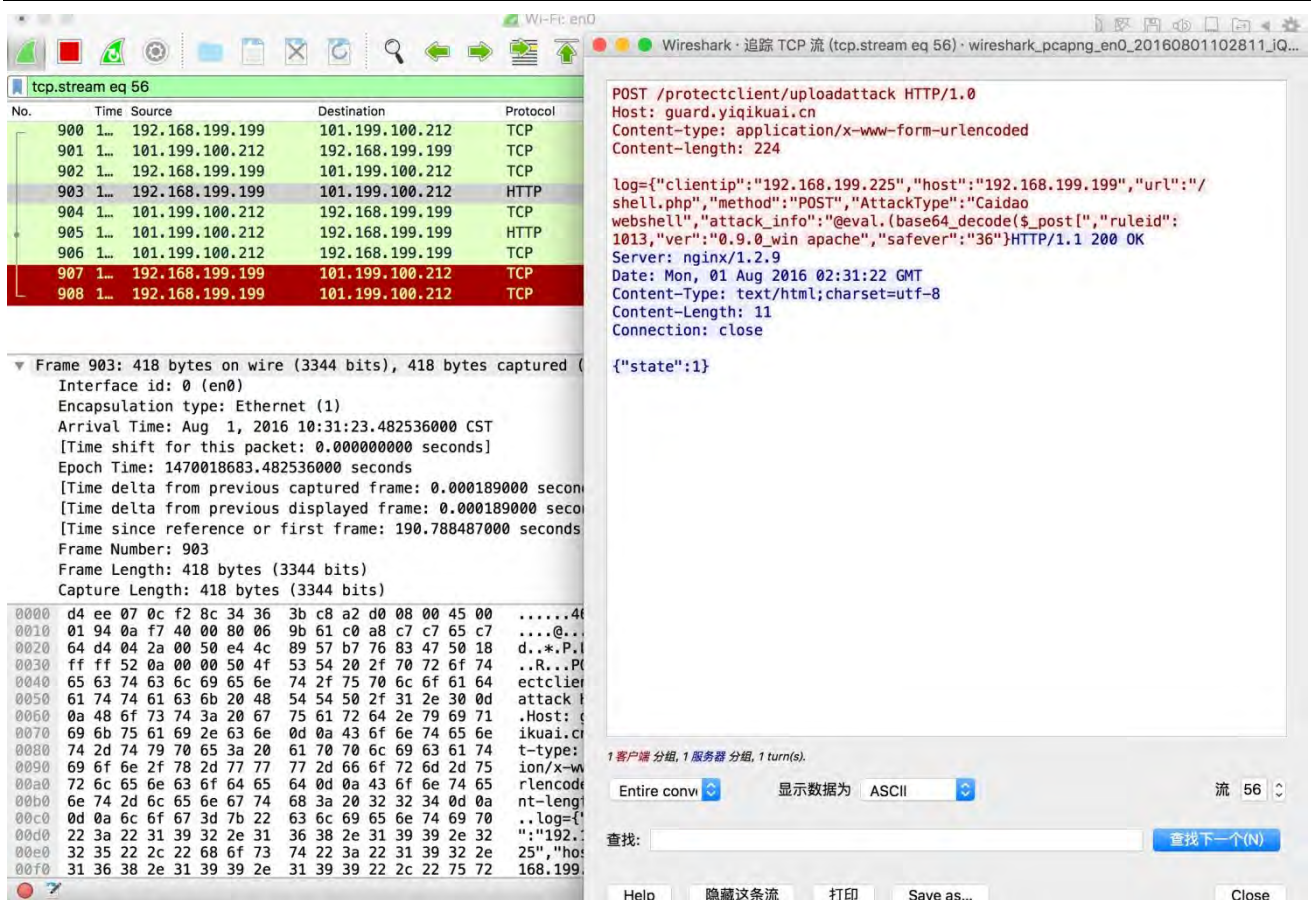 Wi-Fi: en0
Wireshark · 追踪 TCP 流 (tcp.stream eq 56) · wireshark_pcapng_en0_20160801102811_iQ...
tcp.stream eq 56
No. Time Source Destination Protocol
900 1... 192.168.199.199 101.199.100.212 TCP
901 1... 101.199.100.212 192.168.199.199 TCP
902 1... 192.168.199.199 101.199.100.212 TCP
903 1... 192.168.199.199 101.199.100.212 HTTP
904 1... 101.199.100.212 192.168.199.199 TCP
905 1... 101.199.100.212 192.168.199.199 HTTP
906 1... 101.199.100.212 192.168.199.199 TCP
907 1... 192.168.199.199 101.199.100.212 TCP
908 1... 192.168.199.199 101.199.100.212 TCP
Frame 903: 418 bytes on wire (3344 bits), 418 bytes captured (
Interface id: 0 (en0)
Encapsulation type: Ethernet (1)
Arrival Time: Aug 1, 2016 10:31:23.482536000 CST
[Time shift for this packet: 0.000000000 seconds]
Epoch Time: 1470018683.482536000 seconds
[Time delta from previous captured frame: 0.000189000 secon
[Time delta from previous displayed frame: 0.000189000 seco
[Time since reference or first frame: 190.788487000 seconds
Frame Number: 903
Frame Length: 418 bytes (3344 bits)
Capture Length: 418 bytes (3344 bits)
0000 d4 ee 07 0c f2 8c 34 36 3b c8 a2 d0 08 00 45 00 ......46
0010 01 94 0a f7 40 00 80 06 9b 61 c0 a8 c7 c7 65 c7 ....@...
0020 64 d4 04 2a 00 50 e4 4c 89 57 b7 76 83 47 50 18 d..*.P.L
0030 ff ff 52 0a 00 00 50 4f 53 54 20 2f 70 72 6f 74 ..R...PO
0040 65 63 74 63 6c 69 65 6e 74 2f 75 70 6c 6f 61 64 ectclien
0050 61 74 74 61 63 6b 20 48 54 54 50 2f 31 2e 30 0d attack H
0060 0a 48 6f 73 74 3a 20 67 75 61 72 64 2e 79 69 71 .Host: g
0070 69 6b 75 61 69 2e 63 6e 0d 0a 43 6f 6e 74 65 6e ikuai.cn
0080 74 2d 74 79 70 65 3a 20 61 70 70 6c 69 63 61 74 t-type:
0090 69 6f 6e 2f 78 2d 77 77 77 2d 66 6f 72 6d 2d 75 ion/x-ww
00a0 72 6c 65 6e 63 6f 64 65 64 0d 0a 43 6f 6e 74 65 rlencode
00b0 6e 74 2d 6c 65 6e 67 74 68 3a 20 32 32 34 0d 0a nt-lengt
00c0 0d 0a 6c 6f 67 3d 7b 22 63 6c 69 65 6e 74 69 70 ..log={"
00d0 22 3a 22 31 39 32 2e 31 36 38 2e 31 39 39 2e 32 ":"192.1
00e0 32 35 22 2c 22 68 6f 73 74 22 3a 22 31 39 32 2e 25","hos
00f0 31 36 38 2e 31 39 39 2e 31 39 39 22 2c 22 75 72 168.199.
POST /protectclient/uploadattack HTTP/1.0
Host: guard.yiqikuai.cn
Content-type: application/x-www-form-urlencoded
Content-length: 224
log={"clientip":"192.168.199.225","host":"192.168.199.199","url":"/
shell.php","method":"POST","AttackType":"Caidao
webshell","attack_info":"@eval.(base64_decode($_post[","ruleid":
1013,"ver":"0.9.0_win apache","safever":"36"}HTTP/1.1 200 OK
Server: nginx/1.2.9
Date: Mon, 01 Aug 2016 02:31:22 GMT
Content-Type: text/html;charset=utf-8
Content-Length: 11
Connection: close
{"state":1}
1 客户端 分组, 1 服务器 分组, 1 turn(s).
Entire conv 显示数据为 ASCII 流 56
查找: 查找下一个(N)
Help 隐藏这条流 打印 Save as... Close